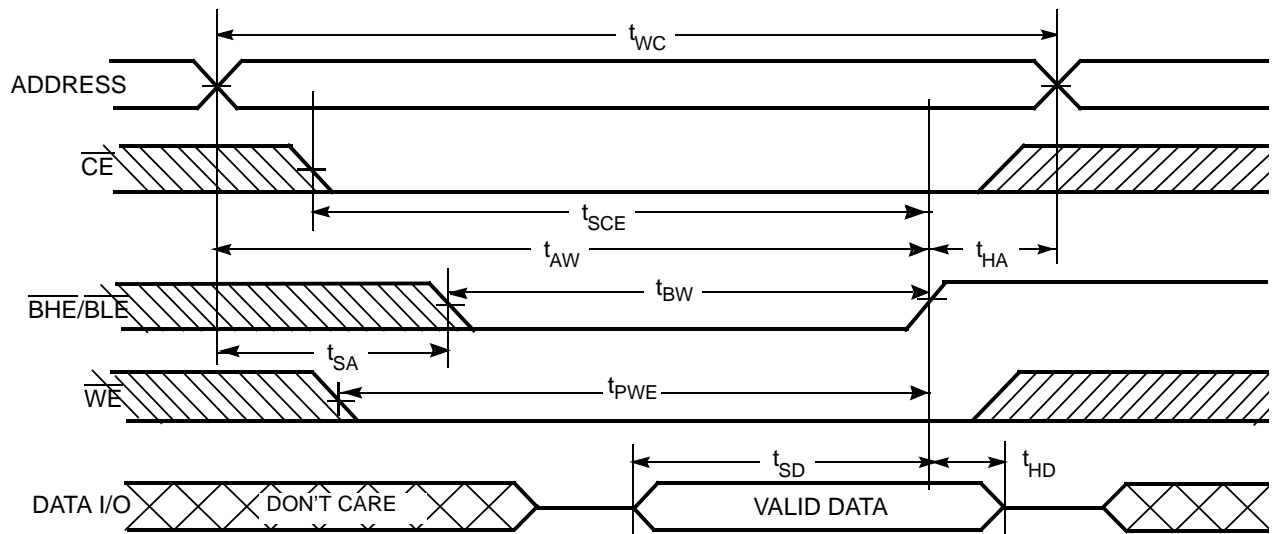 tWC
ADDRESS
CE
tSCE
tAW
tHA
tBW
BHE/BLE
tSA
tPWE
WE
tSD
tHD
DATA I/O
DON'T CARE
VALID DATA